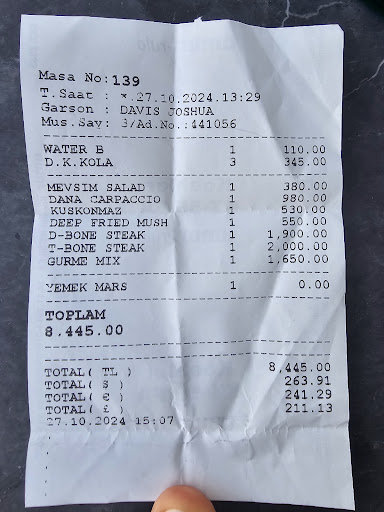 Masa No:139
T.Saat : *.27.10.2024.13:29
Garson : DAVIS JOSHUA
Mus.Say: 3/Ad.No.:441056
WATER B 1 110.00
D.K.KOLA 3 345.00
MEVSIM SALAD 1 380.00
DANA CARPACCIO 1 980.00
KUSKONMAZ 1 530.00
DEEP FRIED MUSH 1 550.00
D-BONE STEAK 1 1,900.00
T-BONE STEAK 1 2,000.00
GURME MIX 1 1,650.00
YEMEK MARS 1 0.00
TOPLAM
8,445.00
TOTAL( TL ) 8,445.00
TOTAL( $ ) 263.91
TOTAL( € ) 241.29
TOTAL( £ ) 211.13
27.10.2024 15:07